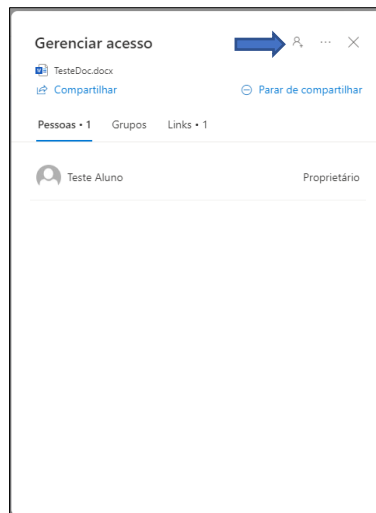 Gerenciar acesso
TesteDoc.docx
Compartilhar Parar de compartilhar
Pessoas • 1 Grupos Links • 1
Teste Aluno Proprietário